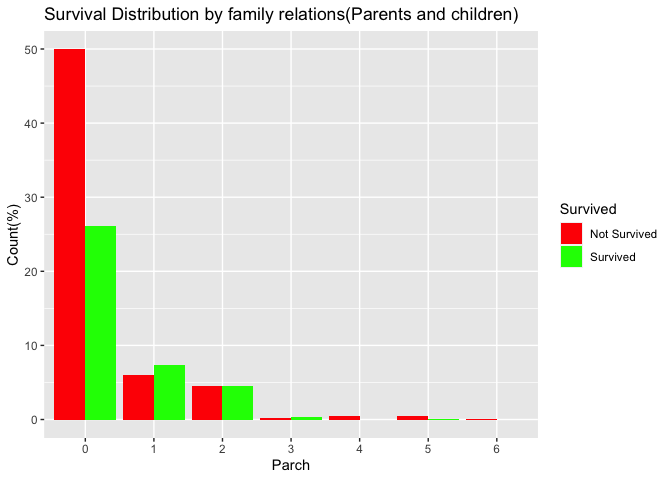 Survival Distribution by family relations(Parents and children)
Count(%)
50
40
30
20
10
0
0 1 2 3 4 5 6
Parch
Survived
Not Survived
Survived